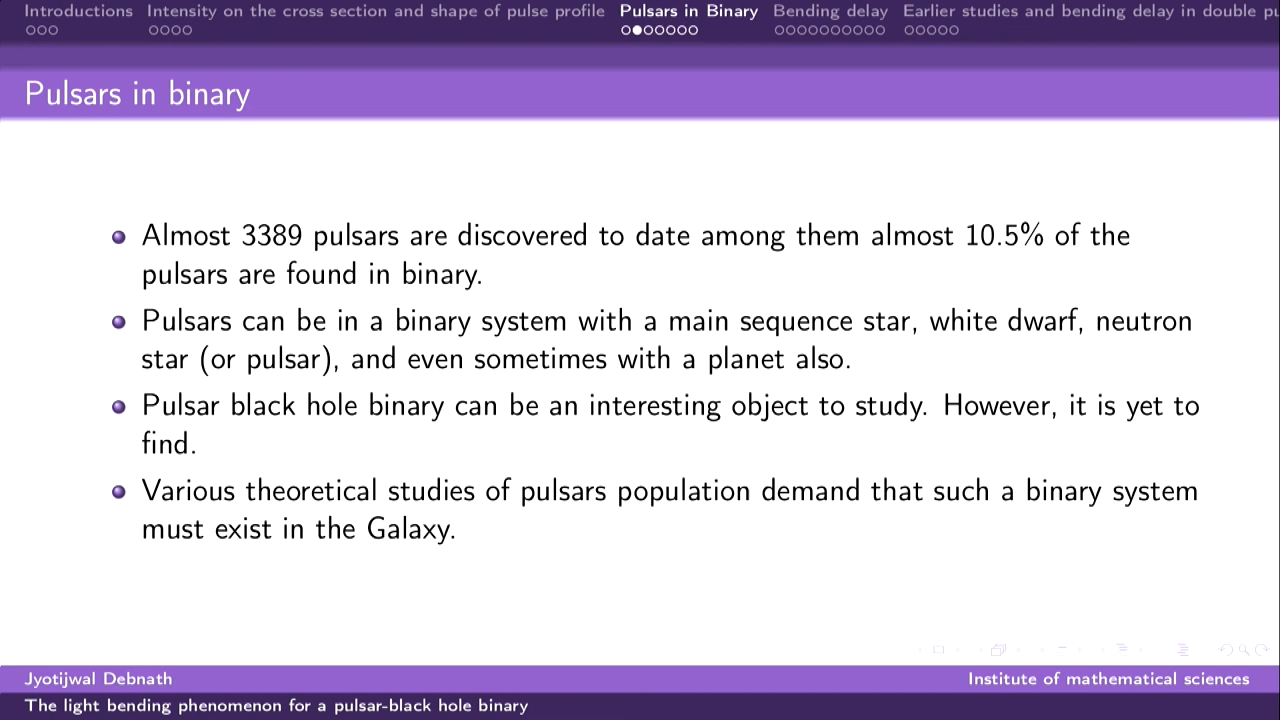 Introductions Intensity on the cross section and shape of pulse profile Pulsars in Binary Bending delay Earlier studies and bending delay in double
Pulsars in binary
Almost 3389 pulsars are discovered to date among them almost 10.5% of the
pulsars are found in binary.
Pulsars can be in a binary system with a main sequence star, white dwarf, neutron
star (or pulsar), and even sometimes with a planet also.
Pulsar black hole binary can be an interesting object to study. However, it is yet to
find.
Various theoretical studies of pulsars population demand that such a binary system
must exist in the Galaxy.
Jyotijwal Debnath Institute of mathematical sciences
The light bending phenomenon for a pulsar-black hole binary